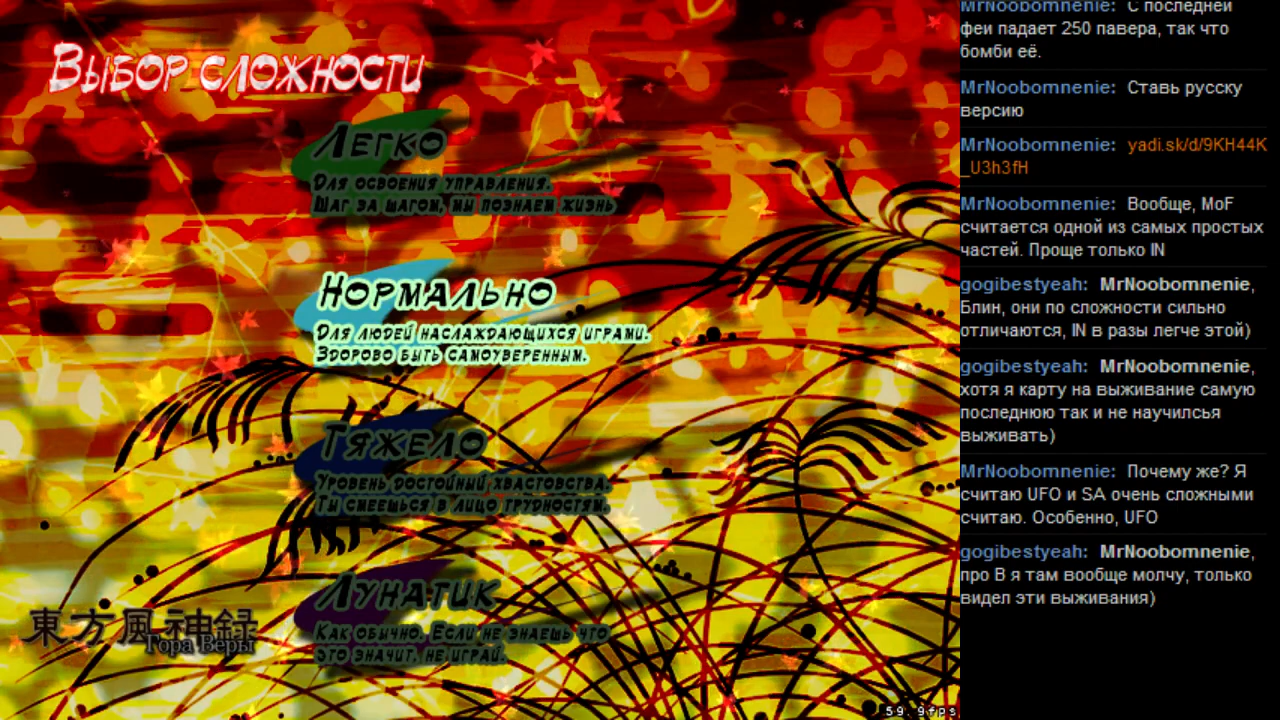 Выбор сложности
Легко
Для освоения управления.
Шаг за шагом, мы познаем жизнь
Нормально
Для людей наслаждающихся играми.
Здорово быть самоуверенным.
Тяжело
Уровень достойный хвастовства.
Ты смеешься в лицо трудностям.
Лунатик
Как обычно. Если не знаешь что
это значит, не играй.
東方風神録
Гора Веры
59.9fps
MrNoobomnenie: С последней
феи падает 250 павера, так что
бомби её.
MrNoobomnenie: Ставь русску
версию
MrNoobomnenie: yadi.sk/d/9KH44K
_U3h3fH
MrNoobomnenie: Вообще, MoF
считается одной из самых простых
частей. Проще только IN
gogibestyeah: MrNoobomnenie,
Блин, они по сложности сильно
отличаются, IN в разы легче этой)
gogibestyeah: MrNoobomnenie,
хотя я карту на выживание самую
последнюю так и не научилсья
выживать)
MrNoobomnenie: Почему же? Я
считаю UFO и SA очень сложными
считаю. Особенно, UFO
gogibestyeah: MrNoobomnenie,
про В я там вообще молчу, только
видел эти выживания)